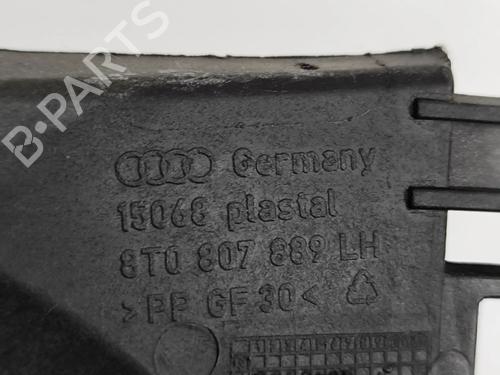 B-PARTS
Germany
15068 plastal
8T0 807 889 LH
>PP GF 30<